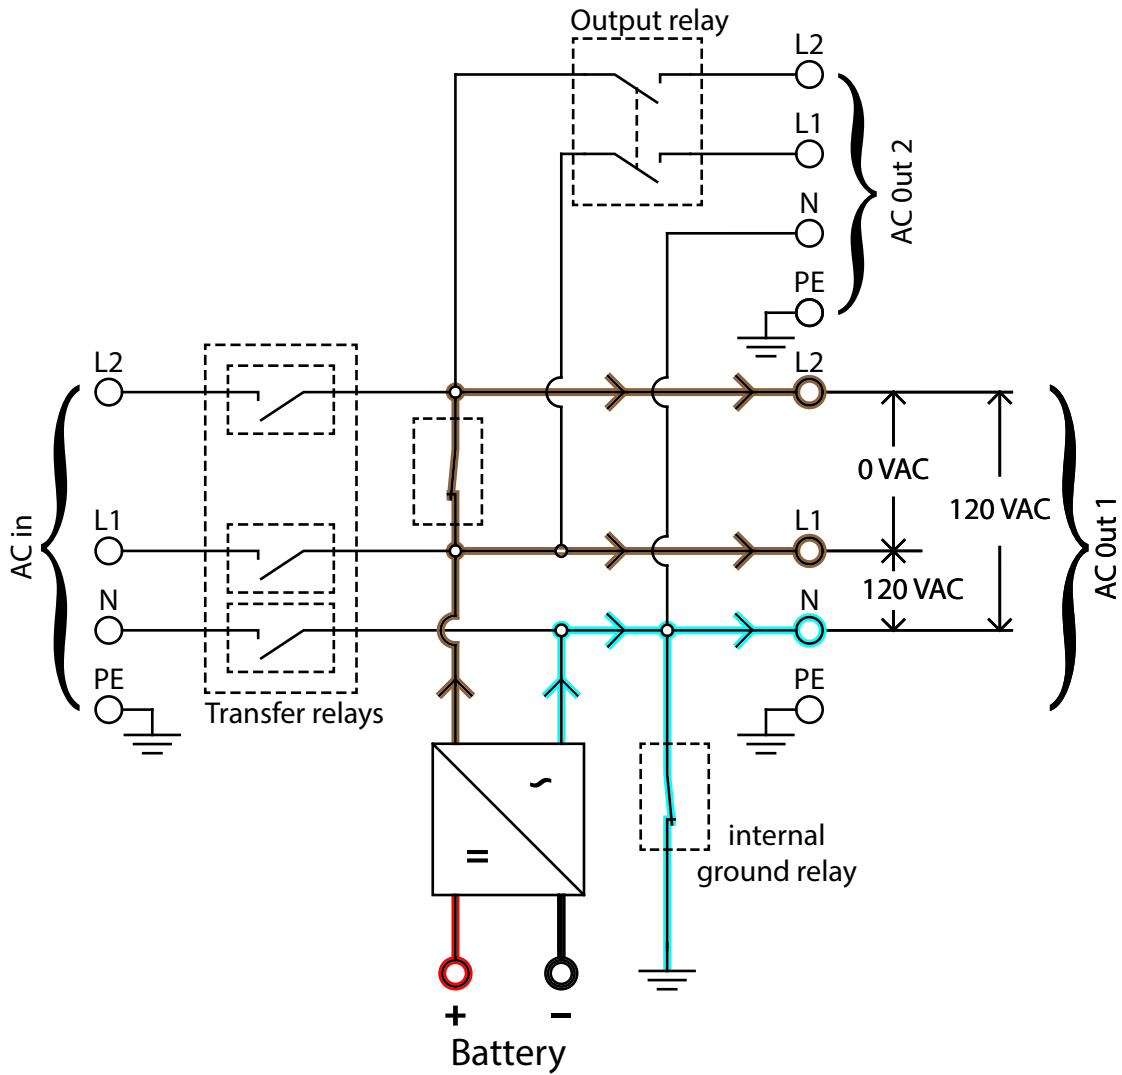 Output relay
L2
L1
N
PE
AC 0ut 2
L2
L1
N
PE
AC in
Transfer relays
L2
L1
N
PE
0 VAC
120 VAC
120 VAC
AC 0ut 1
~
=
internal
ground relay
+ −
Battery